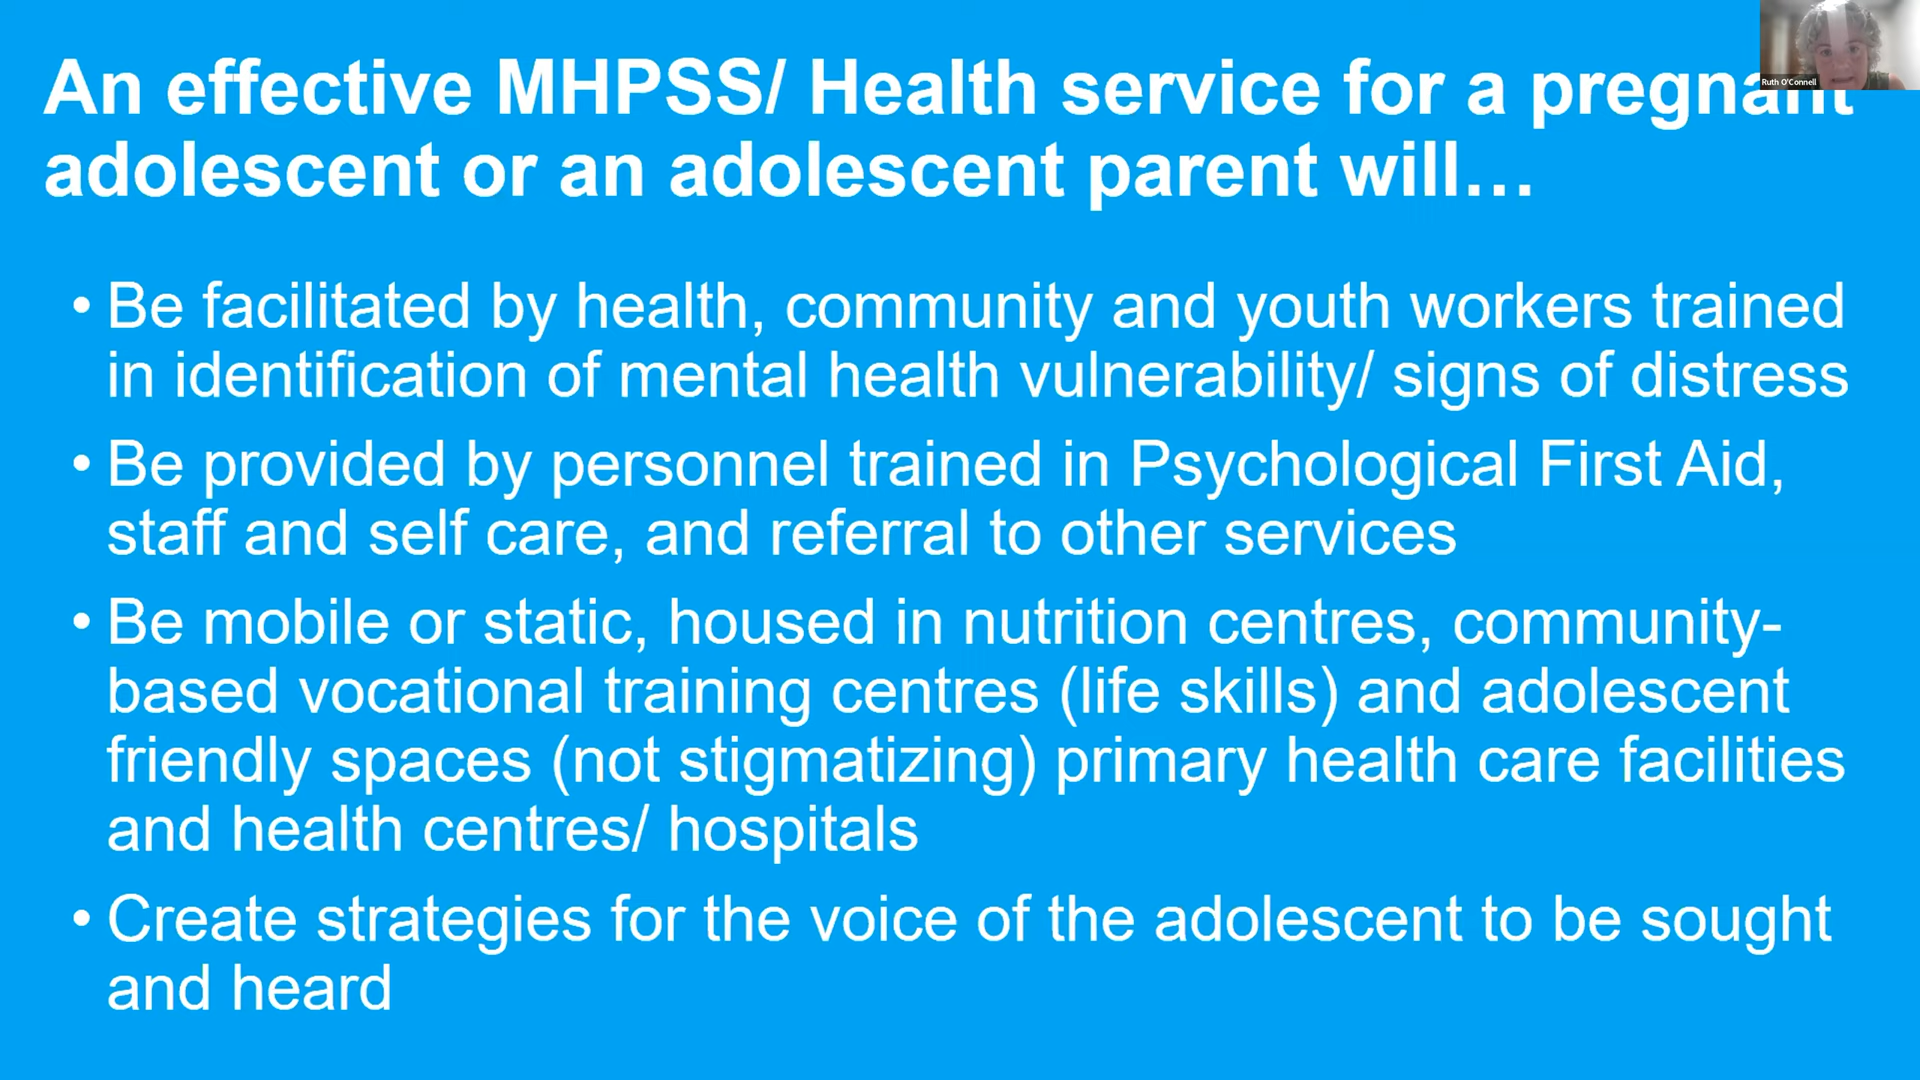 An effective MHPSS/ Health service for a pregnant
adolescent or an adolescent parent will…
Ruth O'Connell
• Be facilitated by health, community and youth workers trained
in identification of mental health vulnerability/ signs of distress
• Be provided by personnel trained in Psychological First Aid,
staff and self care, and referral to other services
• Be mobile or static, housed in nutrition centres, community-
based vocational training centres (life skills) and adolescent
friendly spaces (not stigmatizing) primary health care facilities
and health centres/ hospitals
• Create strategies for the voice of the adolescent to be sought
and heard